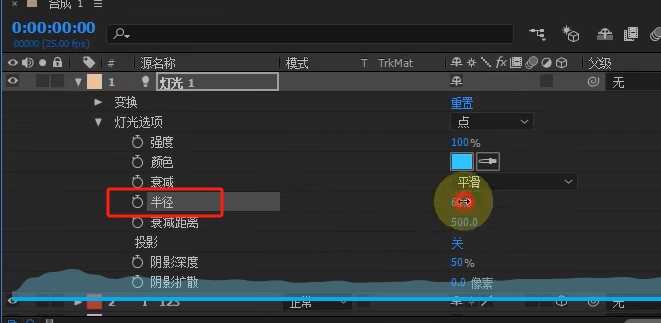 合成 1
0:00:00:00
00000 (25.00 fps)
# 源名称 模式 T TrkMat 父级
1 灯光 1 无
变换 重置
灯光选项 点
强度 100%
颜色
衰减 平滑
半径
衰减距离 500.0
投影 关
阴影深度 50%
阴影扩散 0.0 像素
2 T 123 正常 无